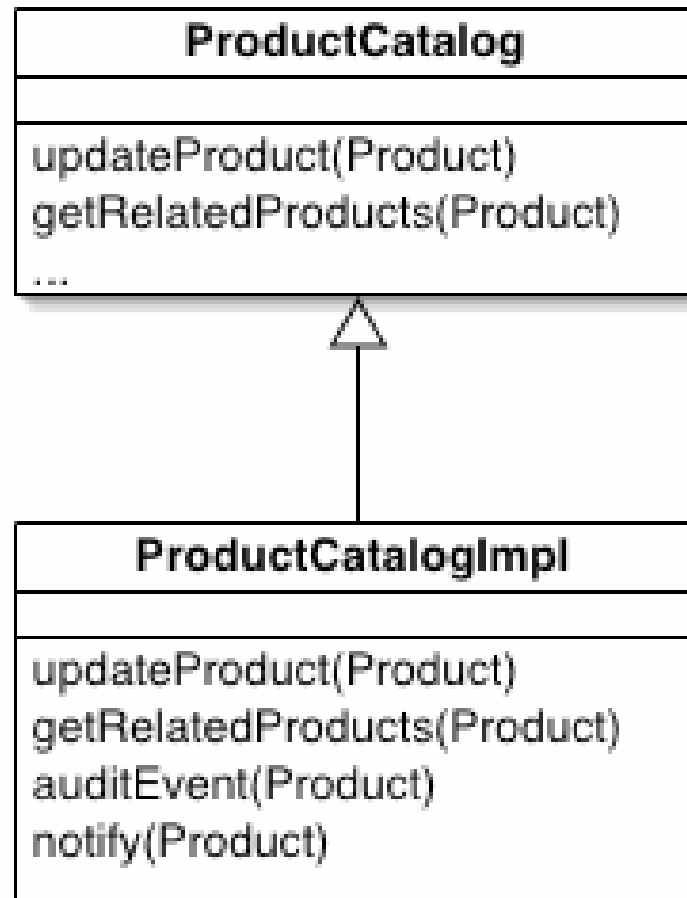 ProductCatalog
updateProduct(Product)
getRelatedProducts(Product)
...
ProductCatalogImpl
updateProduct(Product)
getRelatedProducts(Product)
auditEvent(Product)
notify(Product)